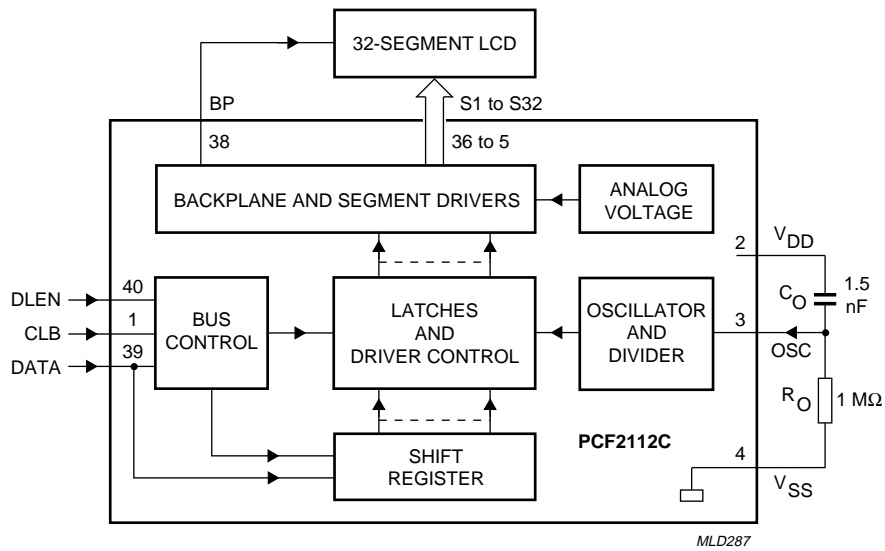 32-SEGMENT LCD
BP
S1 to S32
38
36 to 5
BACKPLANE AND SEGMENT DRIVERS
ANALOG
VOLTAGE
2
VDD
DLEN
40
CLB
1
DATA
39
BUS
CONTROL
LATCHES
AND
DRIVER CONTROL
OSCILLATOR
AND
DIVIDER
CO
1.5
nF
3
OSC
RO
1 MΩ
SHIFT
REGISTER
PCF2112C
4
VSS
MLD287